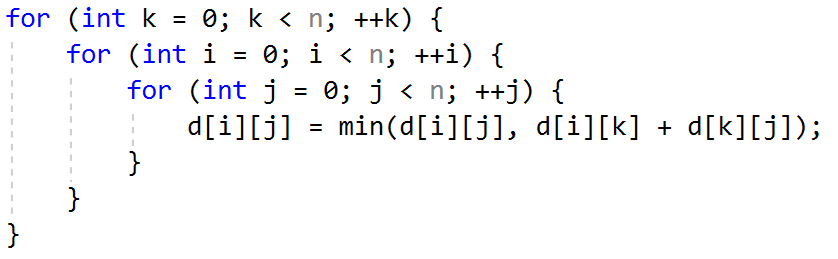 for (int k = 0; k < n; ++k) {
    for (int i = 0; i < n; ++i) {
        for (int j = 0; j < n; ++j) {
            d[i][j] = min(d[i][j], d[i][k] + d[k][j]);
        }
    }
}